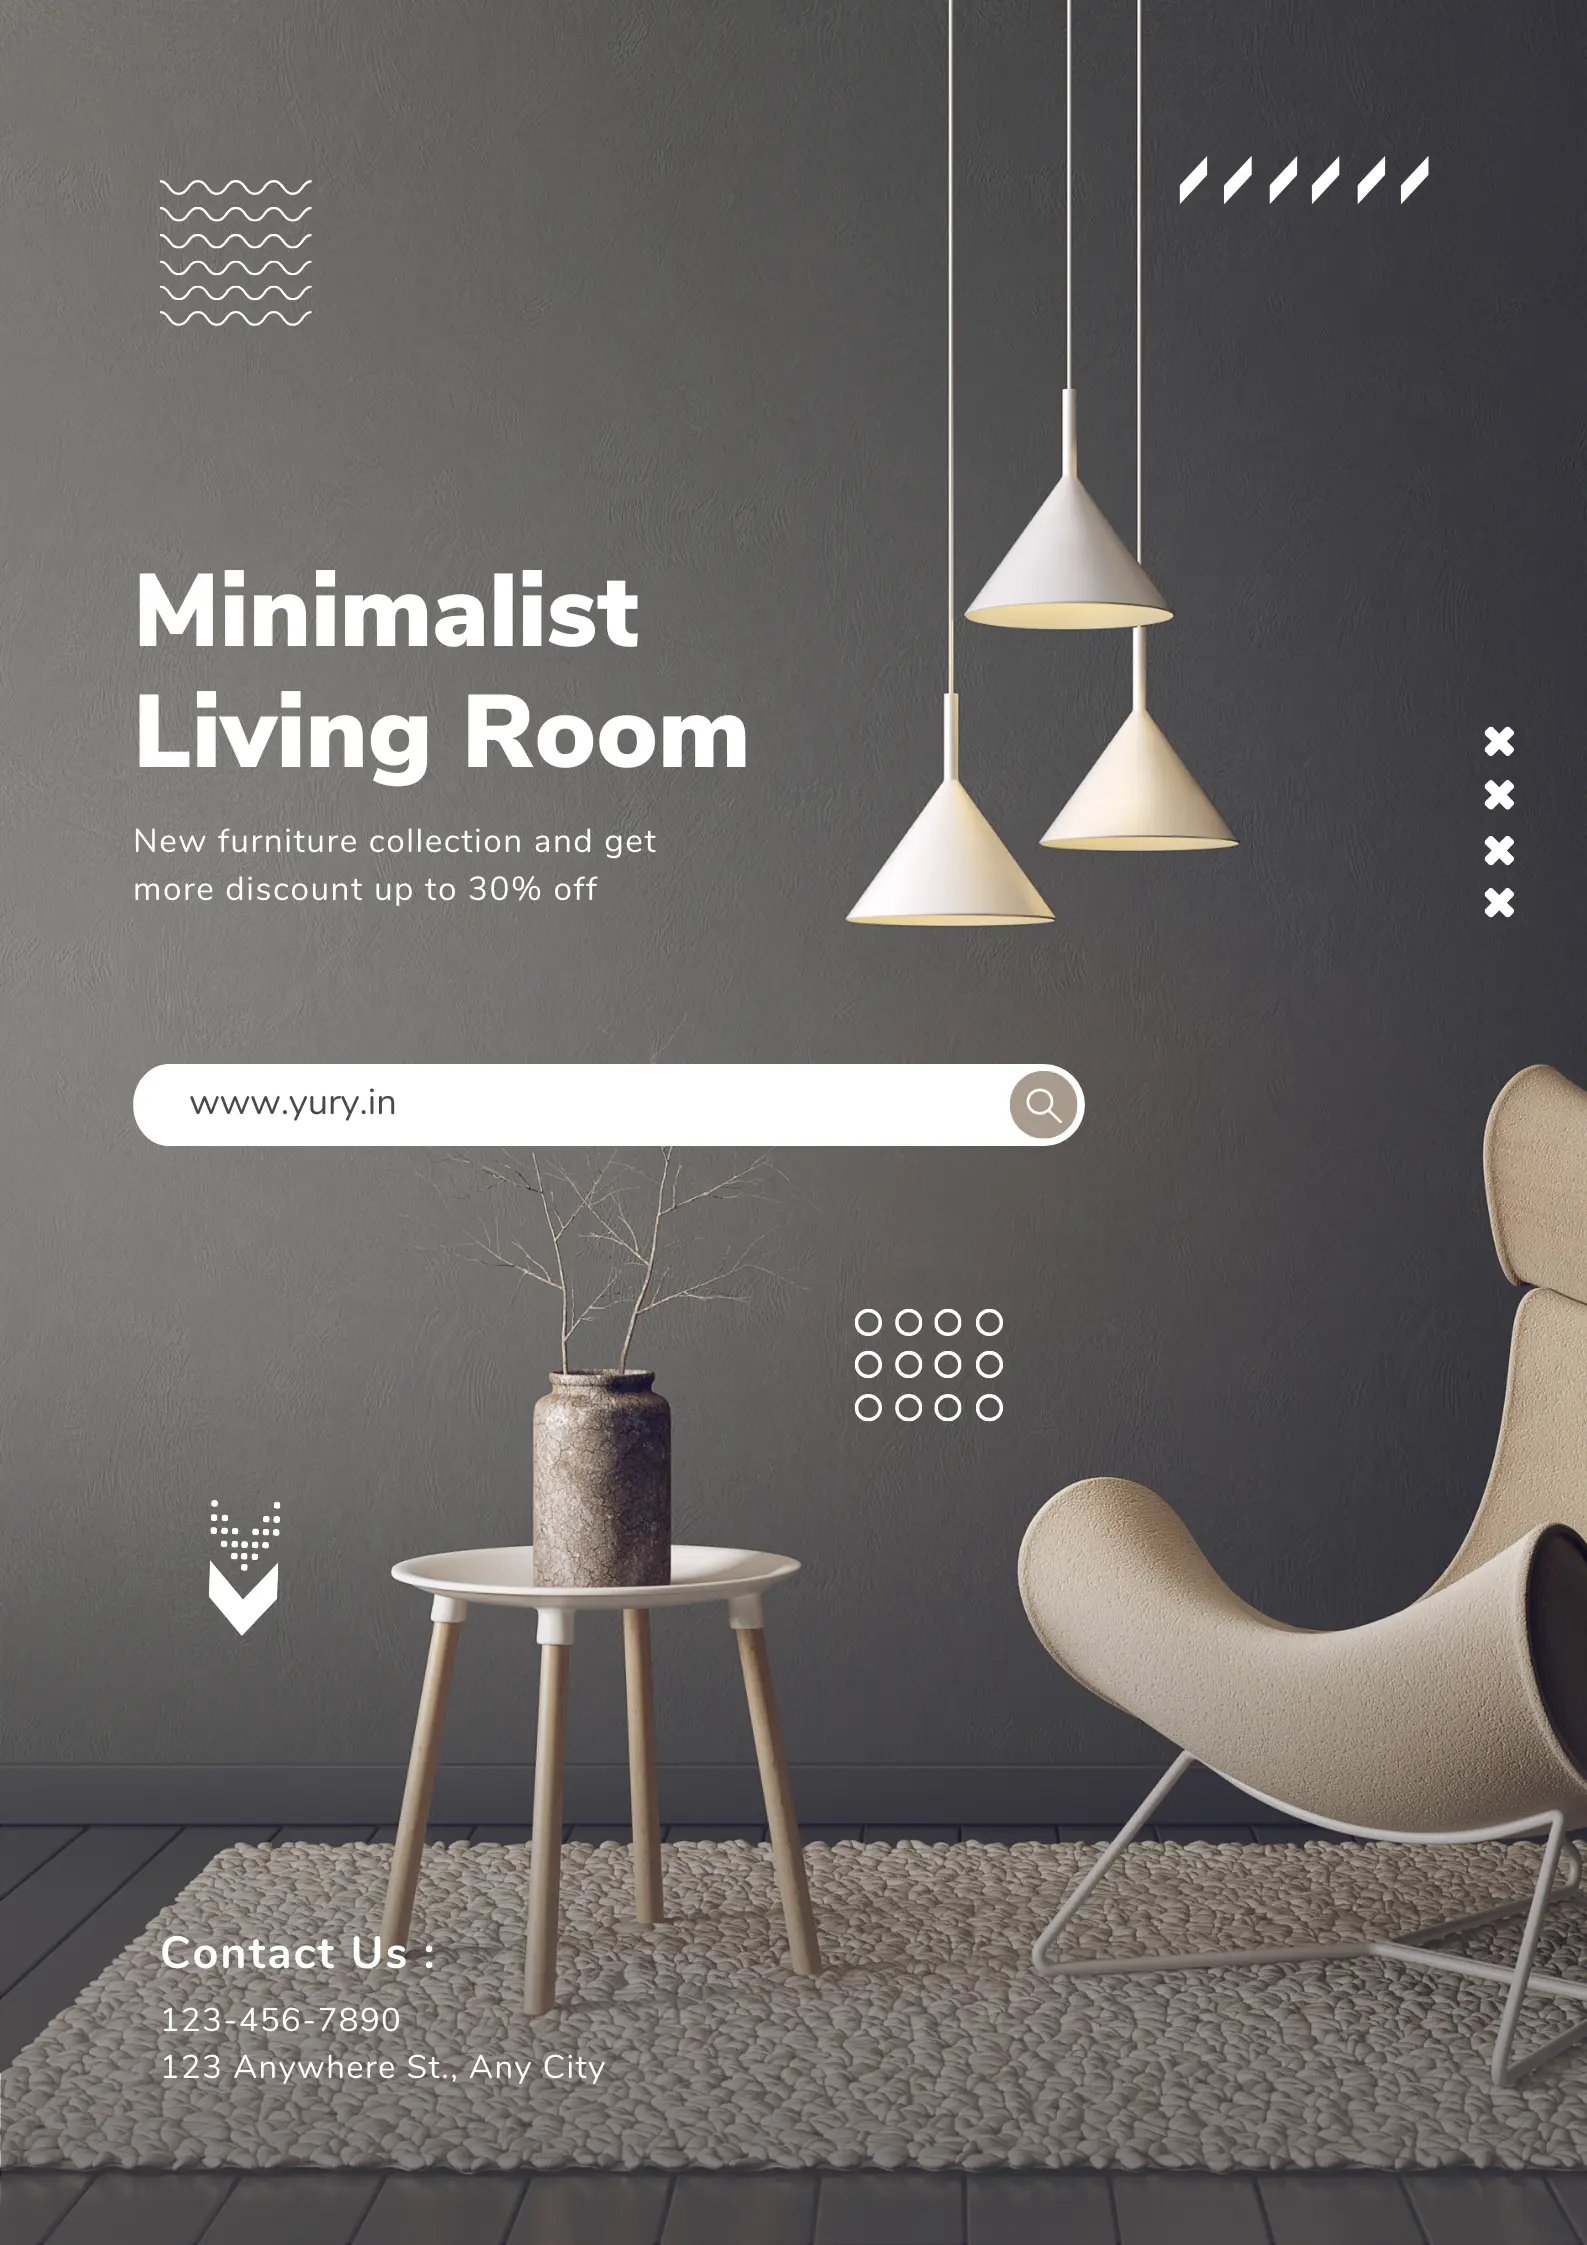 Minimalist
Living Room
New furniture collection and get
more discount up to 30% off
www.yury.in
Contact Us :
123-456-7890
123 Anywhere St., Any City